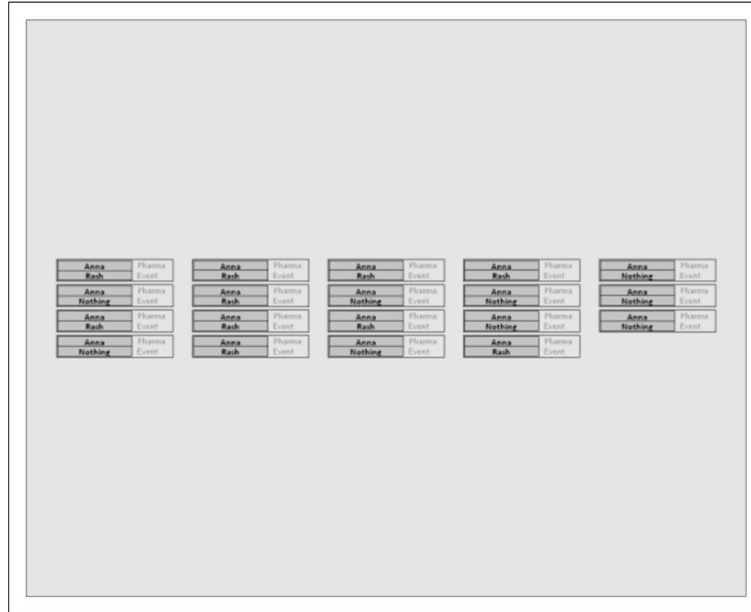 Anna Pharma Anna Pharma Anna Pharma Anna Pharma Anna Pharma
Rash Event Rash Event Rash Event Rash Event Nothing Event
Anna Pharma Anna Pharma Anna Pharma Anna Pharma Anna Pharma
Nothing Event Rash Event Nothing Event Nothing Event Nothing Event
Anna Pharma Anna Pharma Anna Pharma Anna Pharma Anna Pharma
Rash Event Rash Event Rash Event Nothing Event Nothing Event
Anna Pharma Anna Pharma Anna Pharma Anna Pharma
Nothing Event Rash Event Nothing Event Rash Event